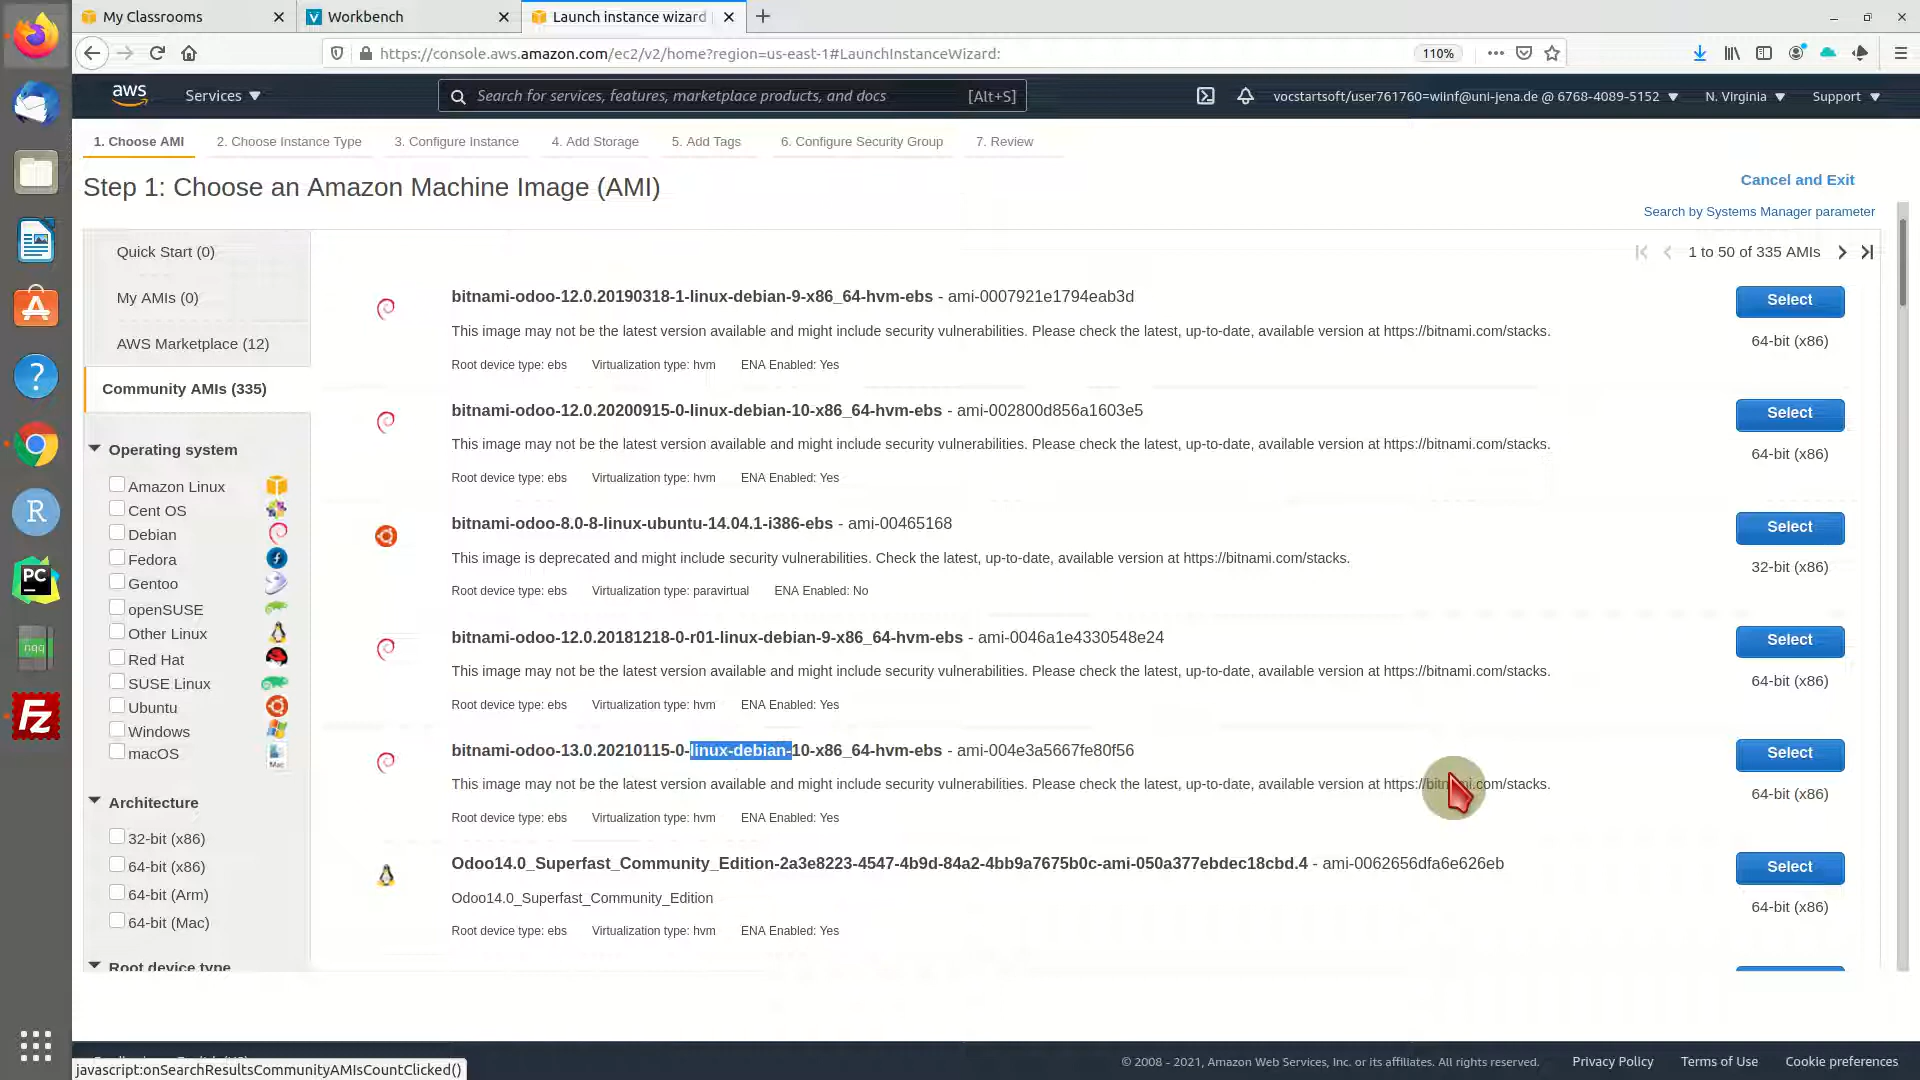 My Classrooms
Workbench
Launch instance wizard
https://console.aws.amazon.com/ec2/v2/home?region=us-east-1#LaunchInstanceWizard:
110%
aws
Services
Search for services, features, marketplace products, and docs
[Alt+S]
vocstartsoft/user761760=wiinf@uni-jena.de @ 6768-4089-5152
N. Virginia
Support
1. Choose AMI
2. Choose Instance Type
3. Configure Instance
4. Add Storage
5. Add Tags
6. Configure Security Group
7. Review
Step 1: Choose an Amazon Machine Image (AMI)
Cancel and Exit
Search by Systems Manager parameter
Quick Start (0)
My AMIs (0)
AWS Marketplace (12)
Community AMIs (335)
Operating system
Amazon Linux
Cent OS
Debian
Fedora
Gentoo
openSUSE
Other Linux
Red Hat
SUSE Linux
Ubuntu
Windows
macOS
Mac
Architecture
32-bit (x86)
64-bit (x86)
64-bit (Arm)
64-bit (Mac)
Root device type
1 to 50 of 335 AMIs
bitnami-odoo-12.0.20190318-1-linux-debian-9-x86_64-hvm-ebs - ami-0007921e1794eab3d
This image may not be the latest version available and might include security vulnerabilities. Please check the latest, up-to-date, available version at https://bitnami.com/stacks.
Root device type: ebs Virtualization type: hvm ENA Enabled: Yes
Select
64-bit (x86)
bitnami-odoo-12.0.20200915-0-linux-debian-10-x86_64-hvm-ebs - ami-002800d856a1603e5
This image may not be the latest version available and might include security vulnerabilities. Please check the latest, up-to-date, available version at https://bitnami.com/stacks.
Root device type: ebs Virtualization type: hvm ENA Enabled: Yes
Select
64-bit (x86)
bitnami-odoo-8.0-8-linux-ubuntu-14.04.1-i386-ebs - ami-00465168
This image is deprecated and might include security vulnerabilities. Check the latest, up-to-date, available version at https://bitnami.com/stacks.
Root device type: ebs Virtualization type: paravirtual ENA Enabled: No
Select
32-bit (x86)
bitnami-odoo-12.0.20181218-0-r01-linux-debian-9-x86_64-hvm-ebs - ami-0046a1e4330548e24
This image may not be the latest version available and might include security vulnerabilities. Please check the latest, up-to-date, available version at https://bitnami.com/stacks.
Root device type: ebs Virtualization type: hvm ENA Enabled: Yes
Select
64-bit (x86)
bitnami-odoo-13.0.20210115-0-linux-debian-10-x86_64-hvm-ebs - ami-004e3a5667fe80f56
This image may not be the latest version available and might include security vulnerabilities. Please check the latest, up-to-date, available version at https://bitnami.com/stacks.
Root device type: ebs Virtualization type: hvm ENA Enabled: Yes
Select
64-bit (x86)
Odoo14.0_Superfast_Community_Edition-2a3e8223-4547-4b9d-84a2-4bb9a7675b0c-ami-050a377ebdec18cbd.4 - ami-0062656dfa6e626eb
Odoo14.0_Superfast_Community_Edition
Root device type: ebs Virtualization type: hvm ENA Enabled: Yes
Select
64-bit (x86)
R
PC
nqq
Fz
© 2008 - 2021, Amazon Web Services, Inc. or its affiliates. All rights reserved.
Privacy Policy
Terms of Use
Cookie preferences
javascript:onSearchResultsCommunityAMIsCountClicked()